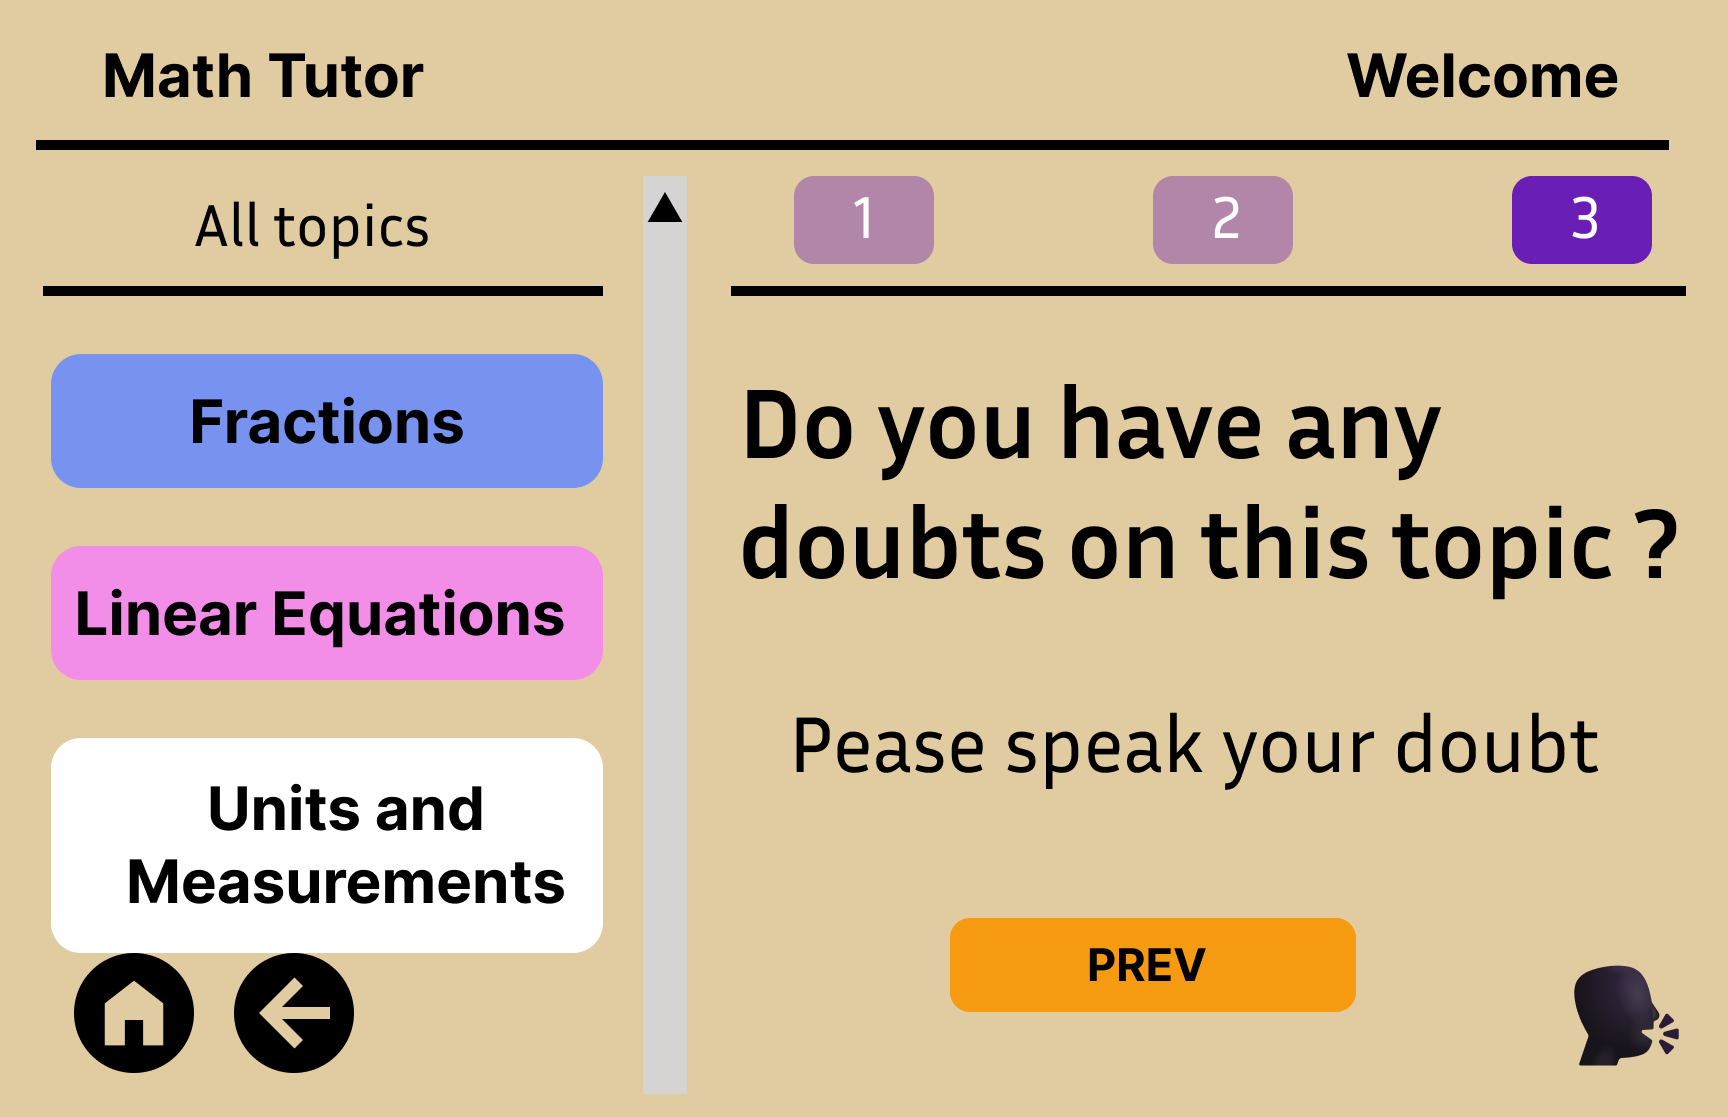 Math Tutor
Welcome
All topics
1
2
3
Fractions
Linear Equations
Units and
Measurements
Do you have any
doubts on this topic ?
Pease speak your doubt
PREV